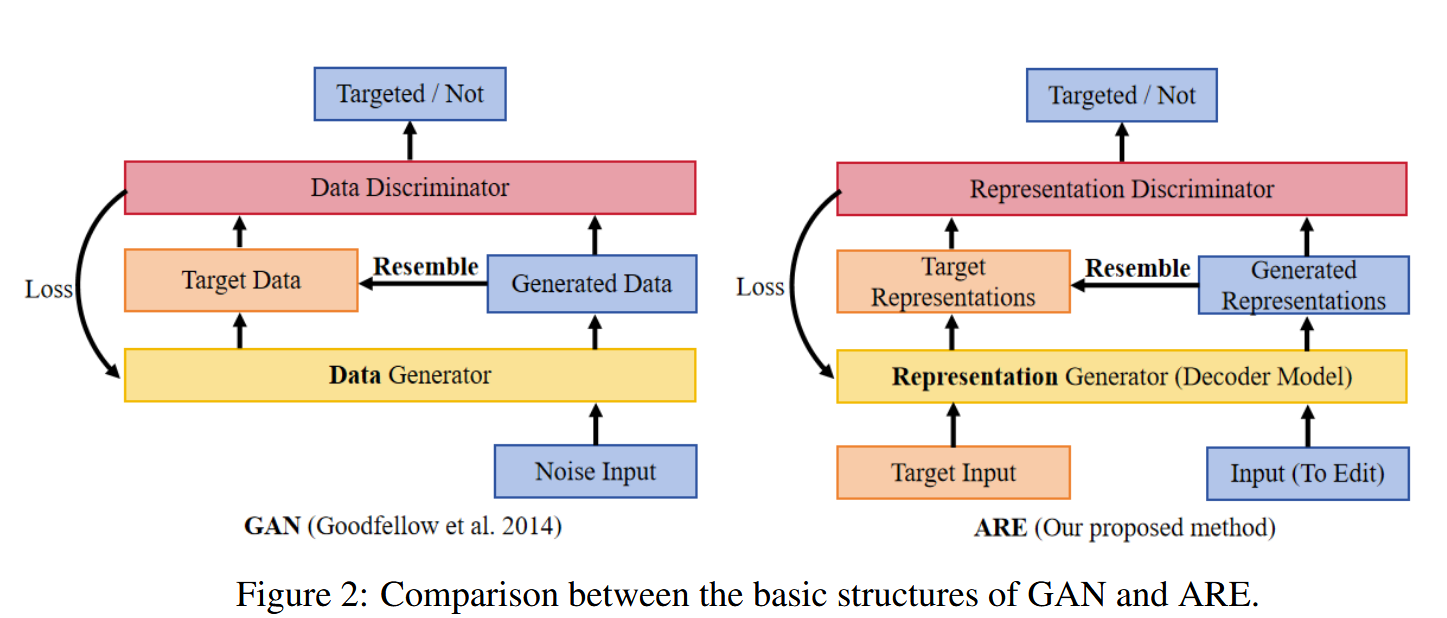 Targeted / Not
Data Discriminator
Loss
Target Data
Resemble
Generated Data
Data Generator
Noise Input
GAN (Goodfellow et al. 2014)
Targeted / Not
Representation Discriminator
Loss
Target
Representations
Resemble
Generated
Representations
Representation Generator (Decoder Model)
Target Input
Input (To Edit)
ARE (Our proposed method)
Figure 2: Comparison between the basic structures of GAN and ARE.